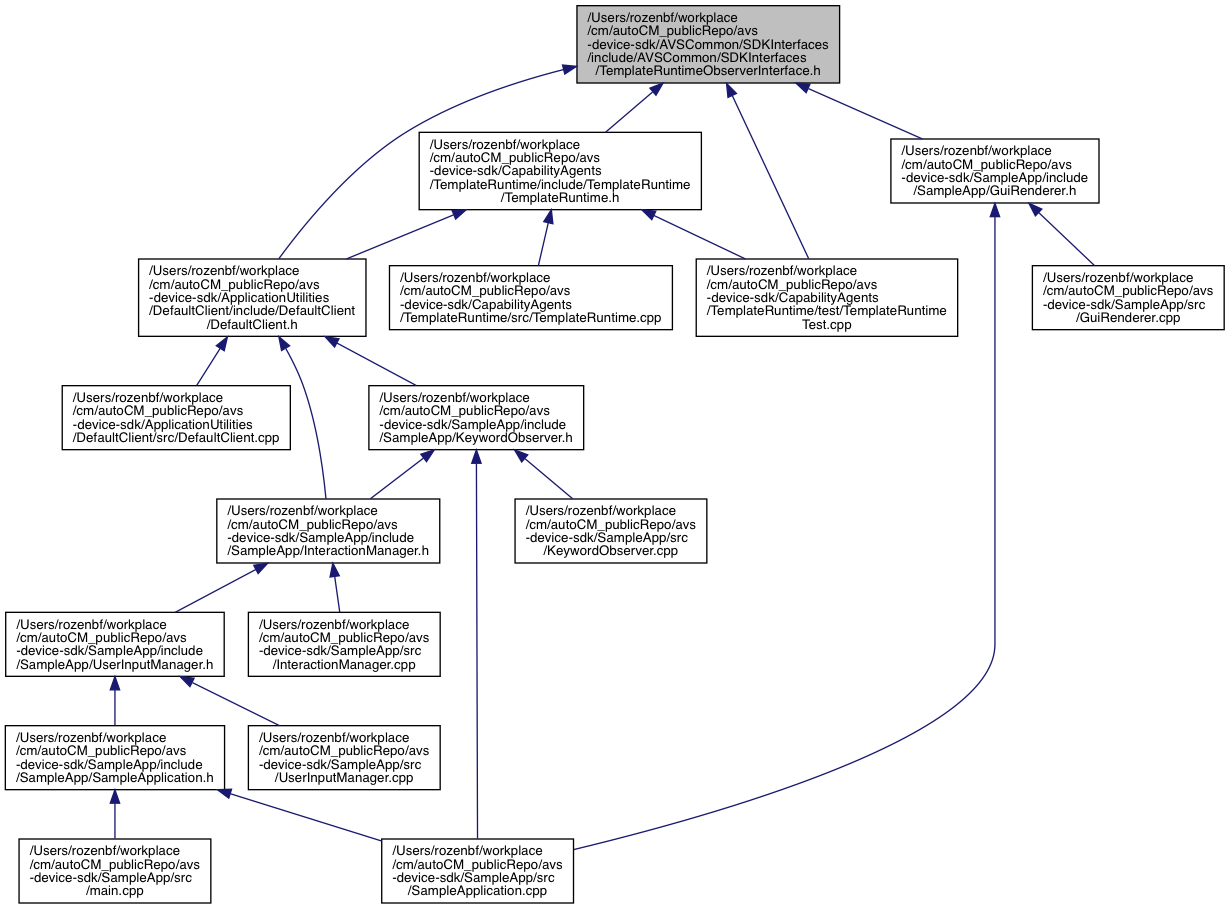 /Users/rozenbf/workplace
/cm/autoCM_publicRepo/avs
-device-sdk/AVSCommon/SDKInterfaces
/include/AVSCommon/SDKInterfaces
/TemplateRuntimeObserverInterface.h
/Users/rozenbf/workplace
/cm/autoCM_publicRepo/avs
-device-sdk/CapabilityAgents
/TemplateRuntime/include/TemplateRuntime
/TemplateRuntime.h
/Users/rozenbf/workplace
/cm/autoCM_publicRepo/avs
-device-sdk/SampleApp/include
/SampleApp/GuiRenderer.h
/Users/rozenbf/workplace
/cm/autoCM_publicRepo/avs
-device-sdk/ApplicationUtilities
/DefaultClient/include/DefaultClient
/DefaultClient.h
/Users/rozenbf/workplace
/cm/autoCM_publicRepo/avs
-device-sdk/CapabilityAgents
/TemplateRuntime/src/TemplateRuntime.cpp
/Users/rozenbf/workplace
/cm/autoCM_publicRepo/avs
-device-sdk/CapabilityAgents
/TemplateRuntime/test/TemplateRuntime
Test.cpp
/Users/rozenbf/workplace
/cm/autoCM_publicRepo/avs
-device-sdk/SampleApp/src
/GuiRenderer.cpp
/Users/rozenbf/workplace
/cm/autoCM_publicRepo/avs
-device-sdk/ApplicationUtilities
/DefaultClient/src/DefaultClient.cpp
/Users/rozenbf/workplace
/cm/autoCM_publicRepo/avs
-device-sdk/SampleApp/include
/SampleApp/KeywordObserver.h
/Users/rozenbf/workplace
/cm/autoCM_publicRepo/avs
-device-sdk/SampleApp/include
/SampleApp/InteractionManager.h
/Users/rozenbf/workplace
/cm/autoCM_publicRepo/avs
-device-sdk/SampleApp/src
/KeywordObserver.cpp
/Users/rozenbf/workplace
/cm/autoCM_publicRepo/avs
-device-sdk/SampleApp/include
/SampleApp/UserInputManager.h
/Users/rozenbf/workplace
/cm/autoCM_publicRepo/avs
-device-sdk/SampleApp/src
/InteractionManager.cpp
/Users/rozenbf/workplace
/cm/autoCM_publicRepo/avs
-device-sdk/SampleApp/include
/SampleApp/SampleApplication.h
/Users/rozenbf/workplace
/cm/autoCM_publicRepo/avs
-device-sdk/SampleApp/src
/UserInputManager.cpp
/Users/rozenbf/workplace
/cm/autoCM_publicRepo/avs
-device-sdk/SampleApp/src
/main.cpp
/Users/rozenbf/workplace
/cm/autoCM_publicRepo/avs
-device-sdk/SampleApp/src
/SampleApplication.cpp